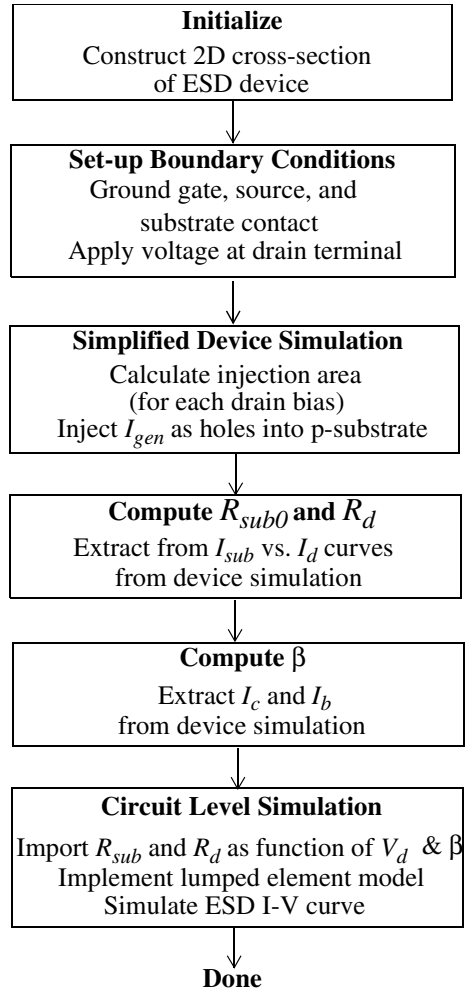 Initialize
Construct 2D cross-section
of ESD device
Set-up Boundary Conditions
Ground gate, source, and
substrate contact
Apply voltage at drain terminal
Simplified Device Simulation
Calculate injection area
(for each drain bias)
Inject I_gen as holes into p-substrate
Compute R_sub0 and R_d
Extract from I_sub vs. I_d curves
from device simulation
Compute β
Extract I_c and I_b
from device simulation
Circuit Level Simulation
Import R_sub and R_d as function of V_d & β
Implement lumped element model
Simulate ESD I-V curve
Done